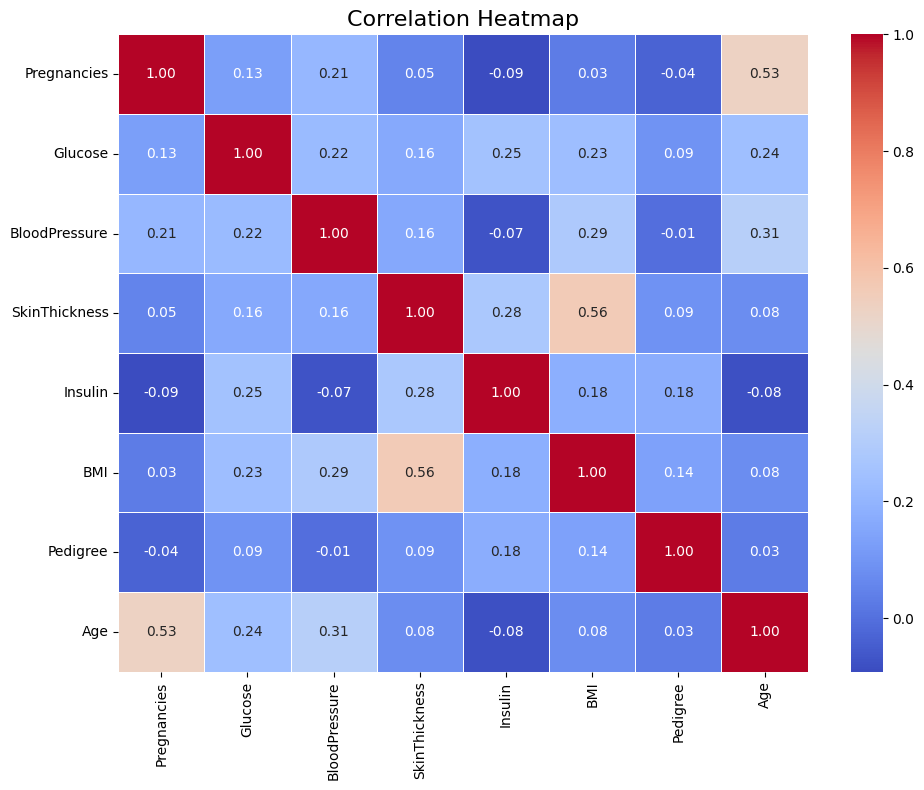 Correlation Heatmap
Pregnancies 1.00 0.13 0.21 0.05 -0.09 0.03 -0.04 0.53
Glucose 0.13 1.00 0.22 0.16 0.25 0.23 0.09 0.24
BloodPressure 0.21 0.22 1.00 0.16 -0.07 0.29 -0.01 0.31
SkinThickness 0.05 0.16 0.16 1.00 0.28 0.56 0.09 0.08
Insulin -0.09 0.25 -0.07 0.28 1.00 0.18 0.18 -0.08
BMI 0.03 0.23 0.29 0.56 0.18 1.00 0.14 0.08
Pedigree -0.04 0.09 -0.01 0.09 0.18 0.14 1.00 0.03
Age 0.53 0.24 0.31 0.08 -0.08 0.08 0.03 1.00
Pregnancies Glucose BloodPressure SkinThickness Insulin BMI Pedigree Age
1.0
0.8
0.6
0.4
0.2
0.0